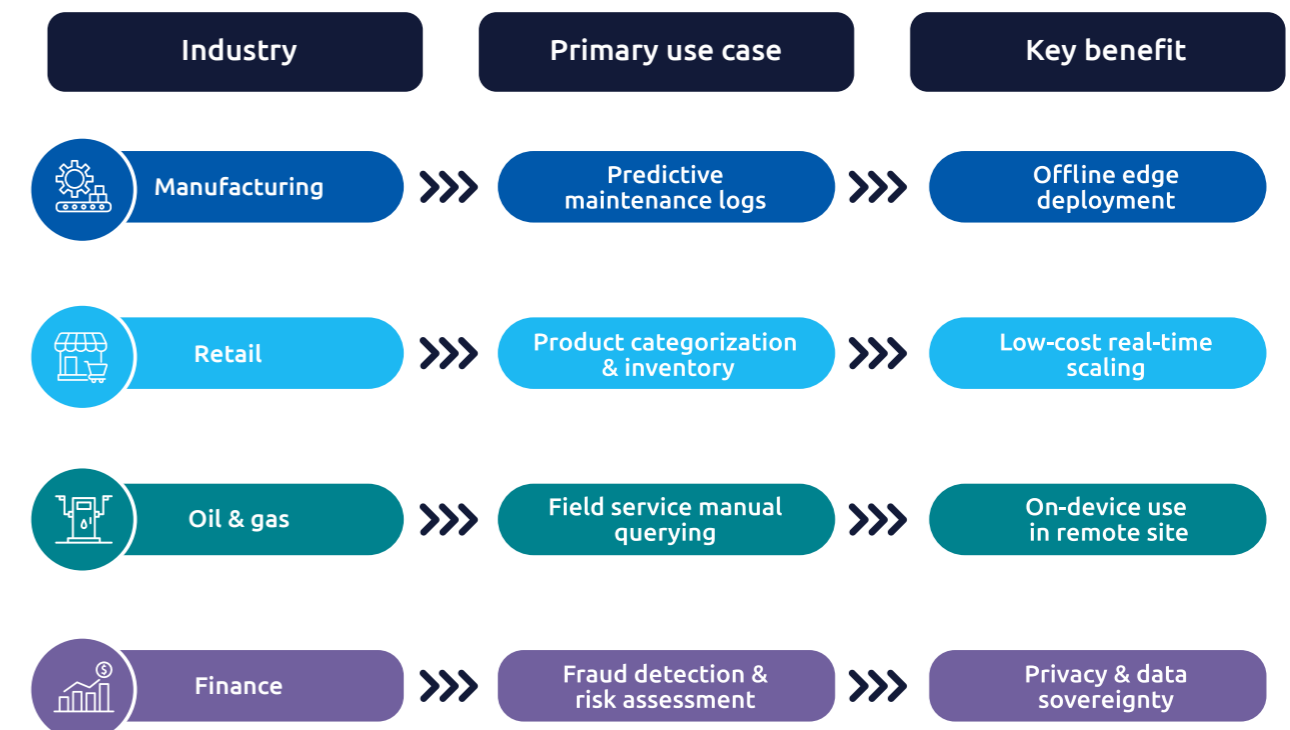 Industry
Primary use case
Key benefit
Manufacturing
Predictive
maintenance logs
Offline edge
deployment
Retail
Product categorization
& inventory
Low-cost real-time
scaling
Oil & gas
Field service manual
querying
On-device use
in remote site
Finance
Fraud detection &
risk assessment
Privacy & data
sovereignty
$